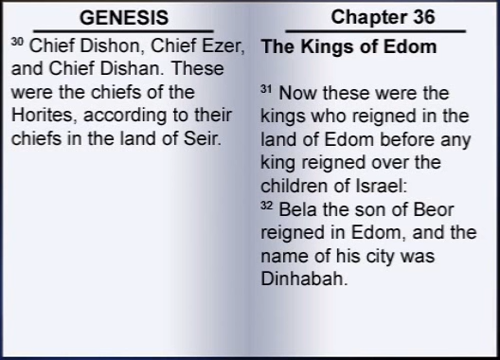 GENESIS
³⁰ Chief Dishon, Chief Ezer,
and Chief Dishan. These
were the chiefs of the
Horites, according to their
chiefs in the land of Seir.
Chapter 36
The Kings of Edom
³¹ Now these were the
kings who reigned in the
land of Edom before any
king reigned over the
children of Israel:
³² Bela the son of Beor
reigned in Edom, and the
name of his city was
Dinhabah.